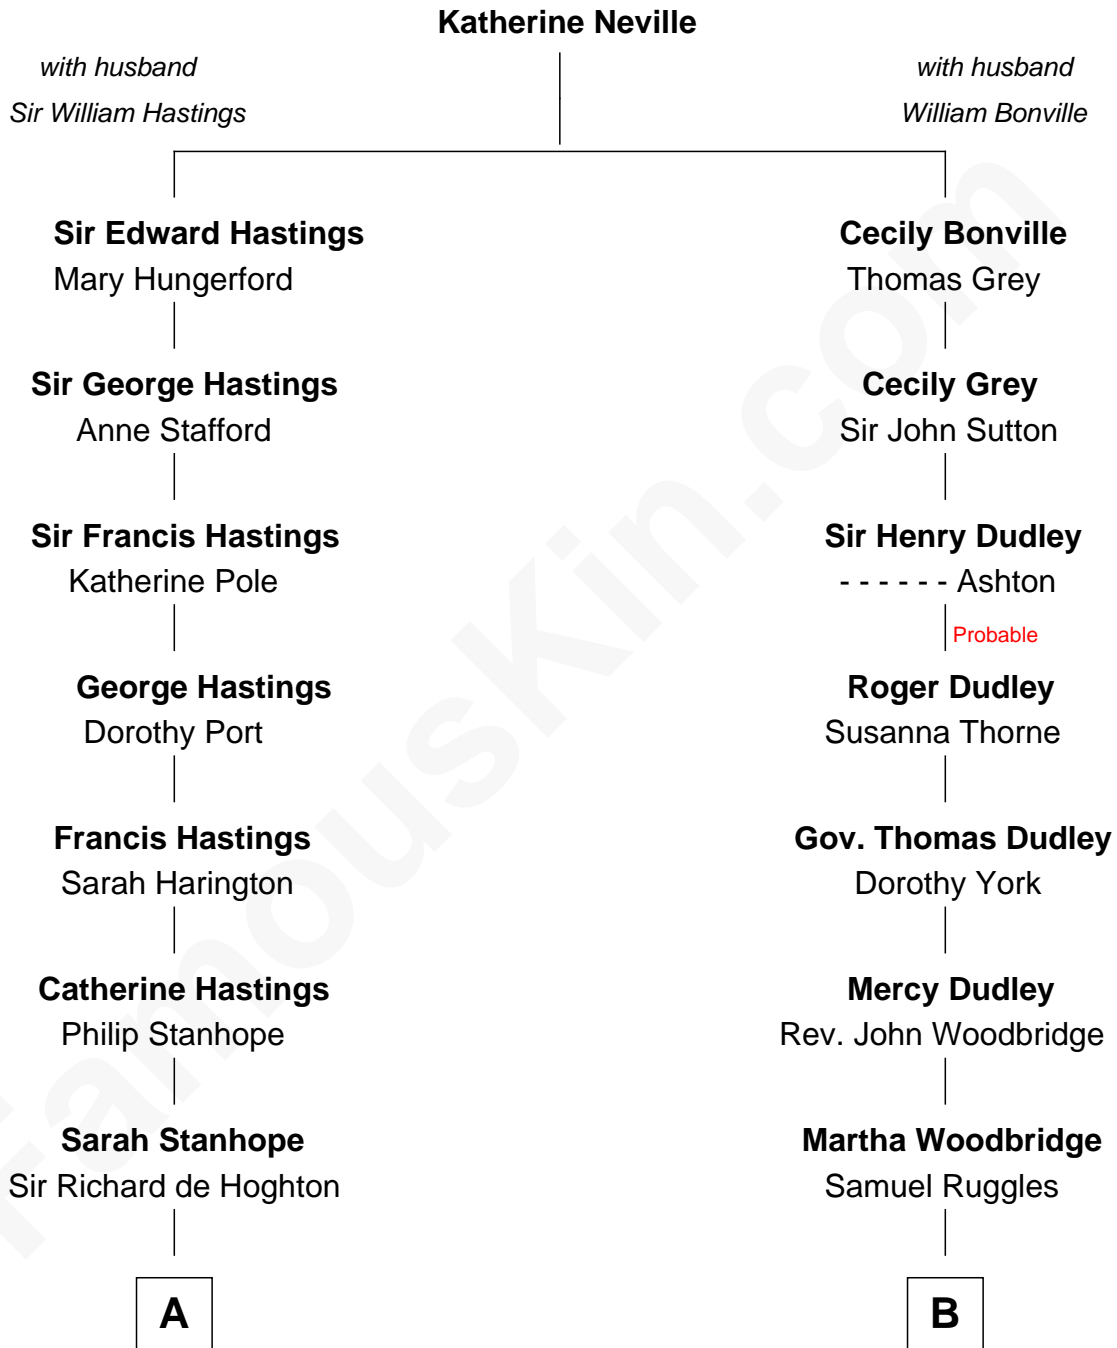 Katherine Neville
with husband
Sir William Hastings
with husband
William Bonville
Sir Edward Hastings
Mary Hungerford
Cecily Bonville
Thomas Grey
Sir George Hastings
Anne Stafford
Cecily Grey
Sir John Sutton
Sir Francis Hastings
Katherine Pole
Sir Henry Dudley
- - - - - - Ashton
Probable
George Hastings
Dorothy Port
Roger Dudley
Susanna Thorne
Francis Hastings
Sarah Harington
Gov. Thomas Dudley
Dorothy York
Catherine Hastings
Philip Stanhope
Mercy Dudley
Rev. John Woodbridge
Sarah Stanhope
Sir Richard de Hoghton
Martha Woodbridge
Samuel Ruggles
A
B
FamousKin.com